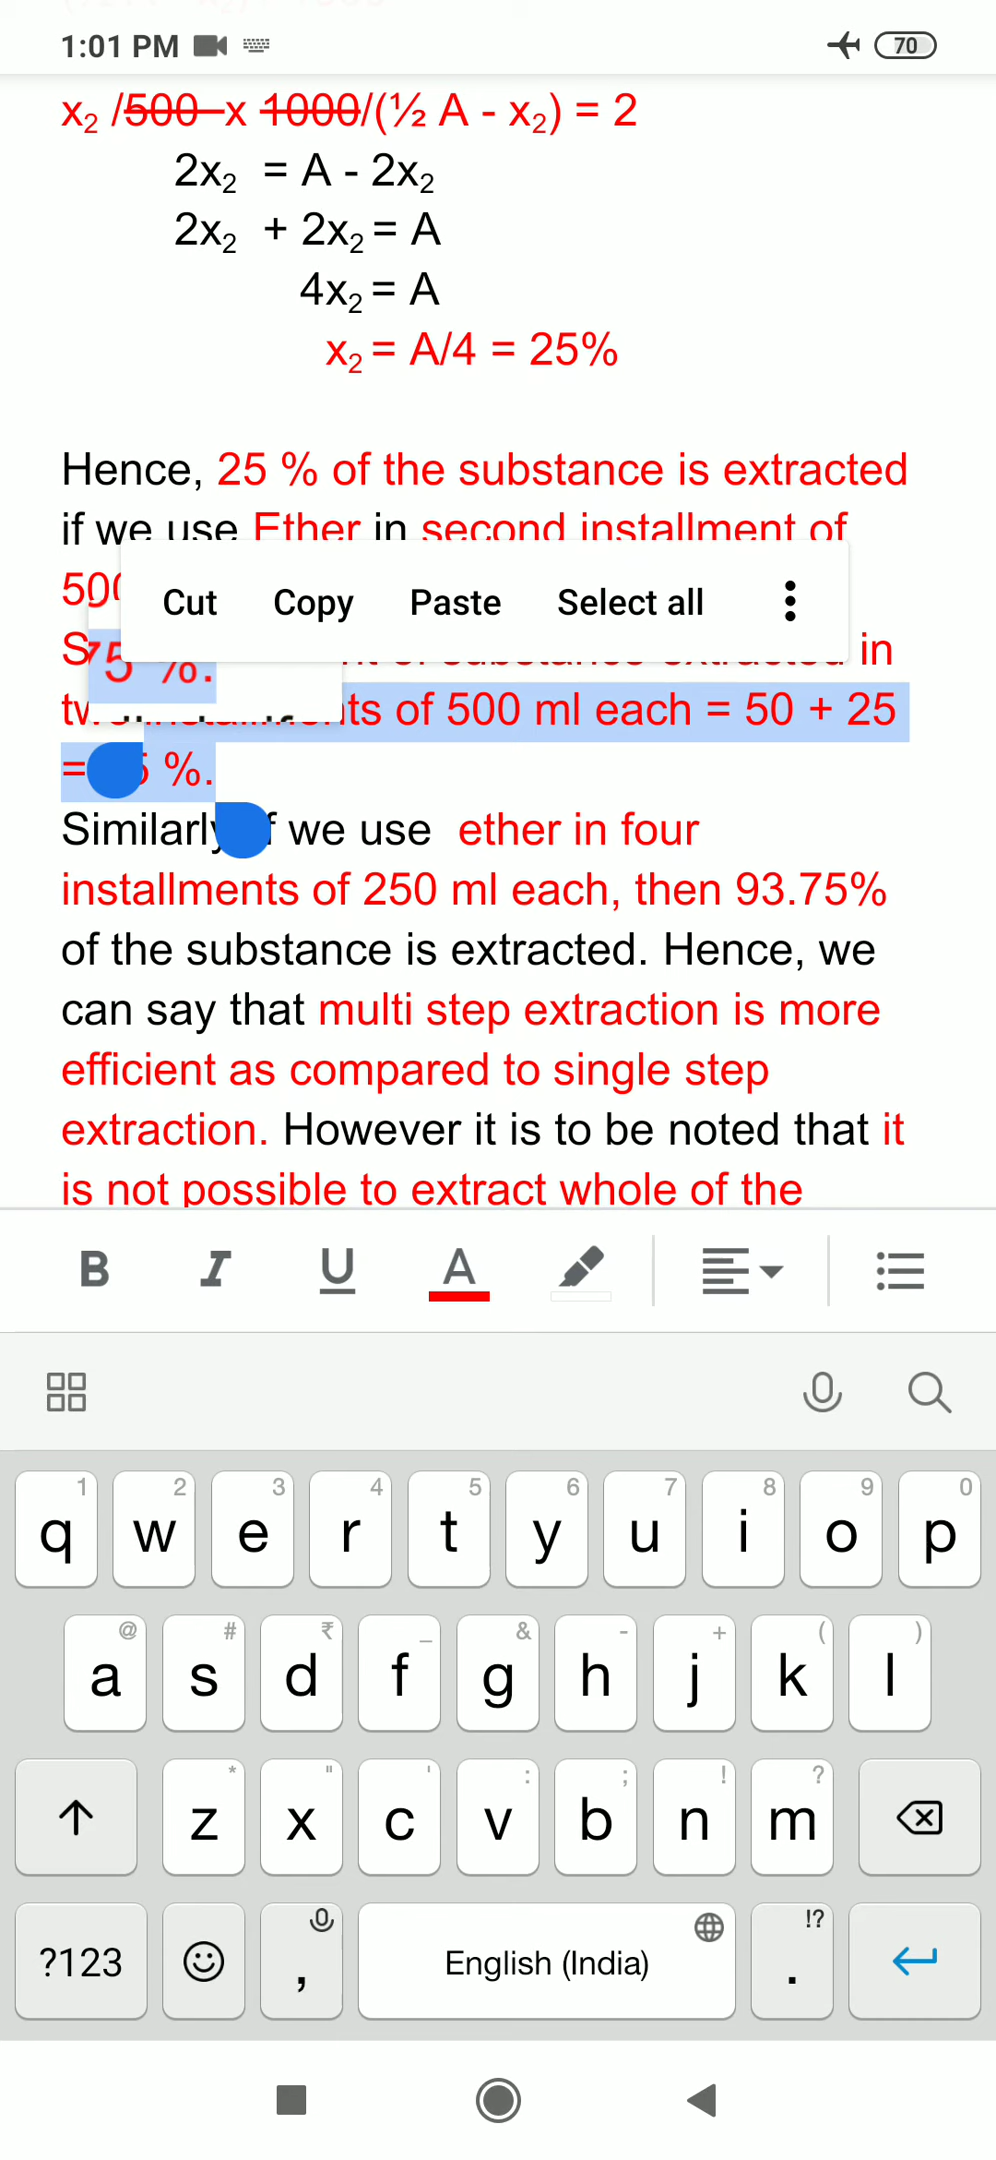 1:01 PM 70
x₂ /500 x 1000/(½ A - x₂) = 2
2x₂ = A - 2x₂
2x₂ + 2x₂ = A
4x₂ = A
x₂ = A/4 = 25%
Hence, 25 % of the substance is extracted
if we use Ether in second installment of
500
Cut Copy Paste Select all
75 %.
in
of 500 ml each = 50 + 25
= %.
Similarly if we use ether in four
installments of 250 ml each, then 93.75%
of the substance is extracted. Hence, we
can say that multi step extraction is more
efficient as compared to single step
extraction. However it is to be noted that it
is not possible to extract whole of the
B I U A
1 2 3 4 5 6 7 8 9 0
q w e r t y u i o p
@ # ₹ _ & - + ( )
a s d f g h j k l
* " ' : ; ! ?
z x c v b n m
!?
?123 , English (India) .